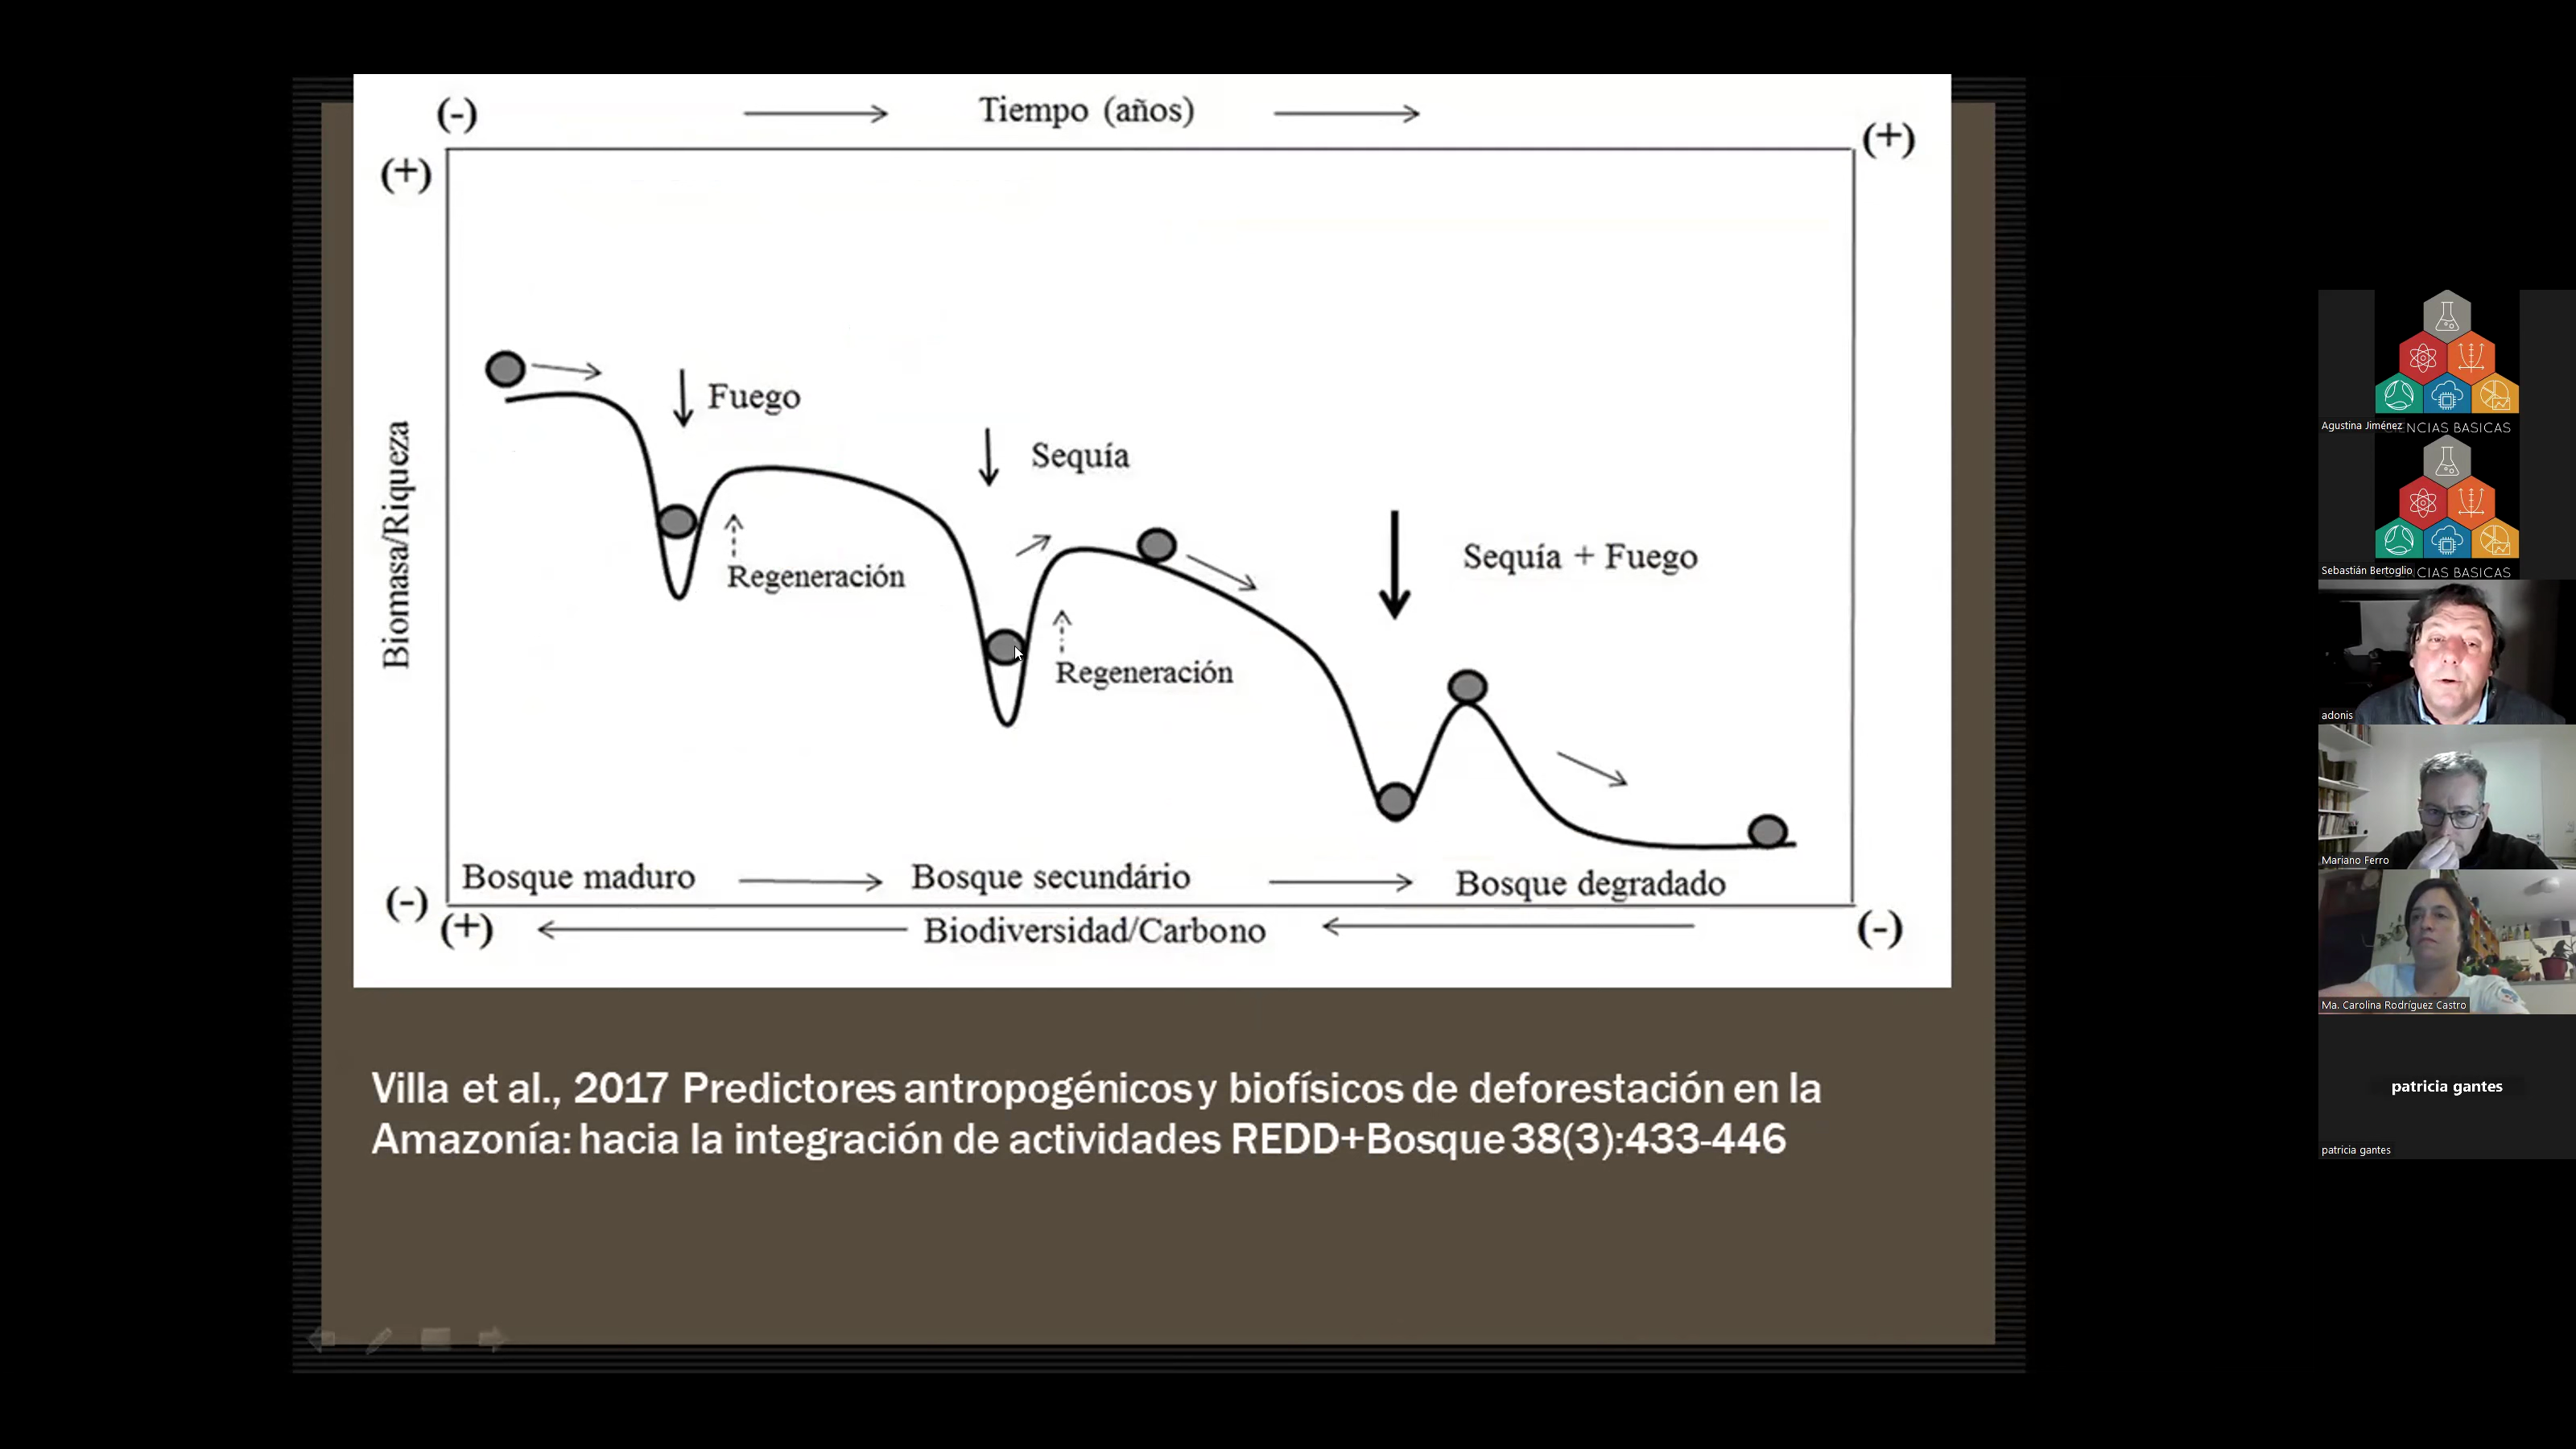 (-)
Tiempo (años)
(+)
(+)
Biomasa/Riqueza
Fuego
Sequía
Regeneración
Sequía + Fuego
Regeneración
Bosque maduro
Bosque secundário
Bosque degradado
(-)
(+)
Biodiversidad/Carbono
(-)
Villa et al., 2017 Predictores antropogénicos y biofísicos de deforestación en la
Amazonía: hacia la integración de actividades REDD+Bosque 38(3):433-446
Agustina Jiménez
NCIAS BASICAS
Sebastián Bertoglio
CIAS BASICAS
adonis
Mariano Ferro
Ma. Carolina Rodríguez Castro
patricia gantes
patricia gantes